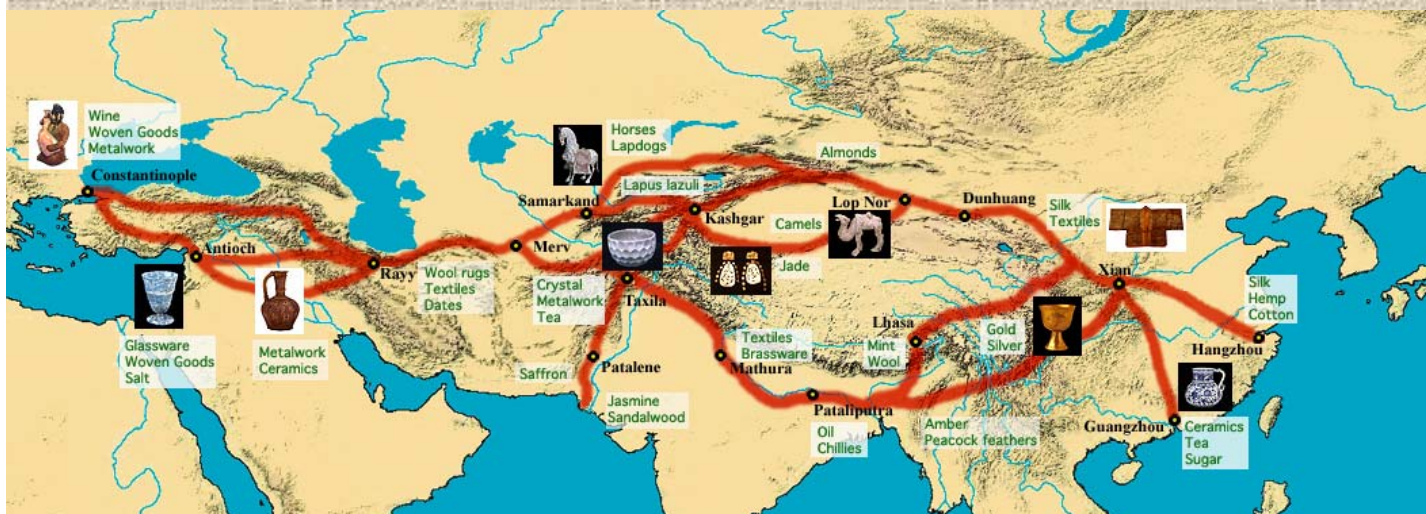 Wine
Woven Goods
Metalwork
Constantinople
Antioch
Glassware
Woven Goods
Salt
Metalwork
Ceramics
Rayy
Wool rugs
Textiles
Dates
Merv
Samarkand
Horses
Lapdogs
Lapus lazuli
Kashgar
Crystal
Metalwork
Tea
Taxila
Saffron
Patalene
Jasmine
Sandalwood
Textiles
Brassware
Mathura
Pataliputra
Oil
Chillies
Almonds
Camels
Lop Nor
Jade
Dunhuang
Silk
Textiles
Xian
Lhasa
Mint
Wool
Gold
Silver
Amber
Peacock feathers
Silk
Hemp
Cotton
Hangzhou
Guangzhou
Ceramics
Tea
Sugar